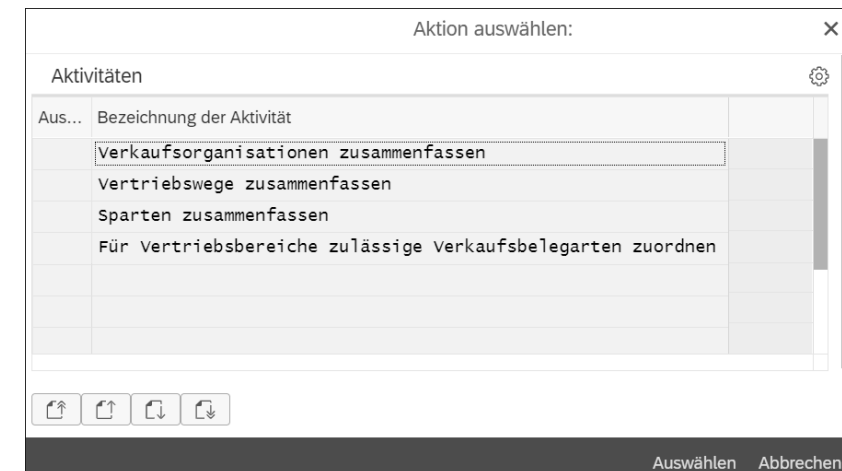 Aktion auswählen:
Aktivitäten
Aus... Bezeichnung der Aktivität
Verkaufsorganisationen zusammenfassen
Vertriebswege zusammenfassen
Sparten zusammenfassen
Für Vertriebsbereiche zulässige Verkaufsbelegarten zuordnen
Auswählen Abbrechen